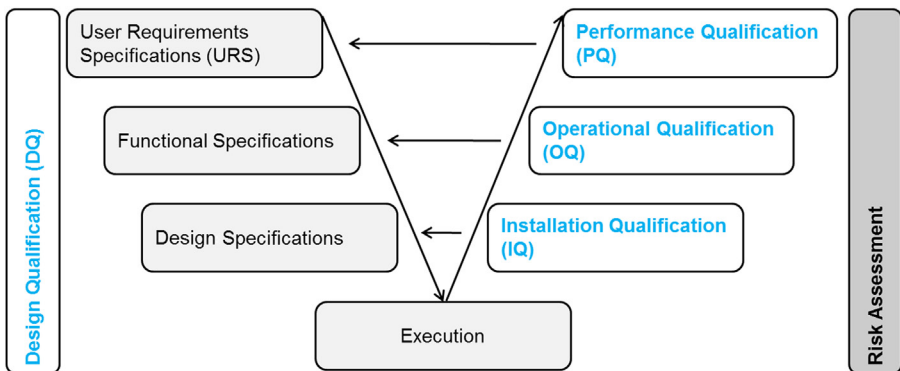 Design Qualification (DQ)
User Requirements
Specifications (URS)
Performance Qualification
(PQ)
Functional Specifications
Operational Qualification
(OQ)
Design Specifications
Installation Qualification
(IQ)
Execution
Risk Assessment